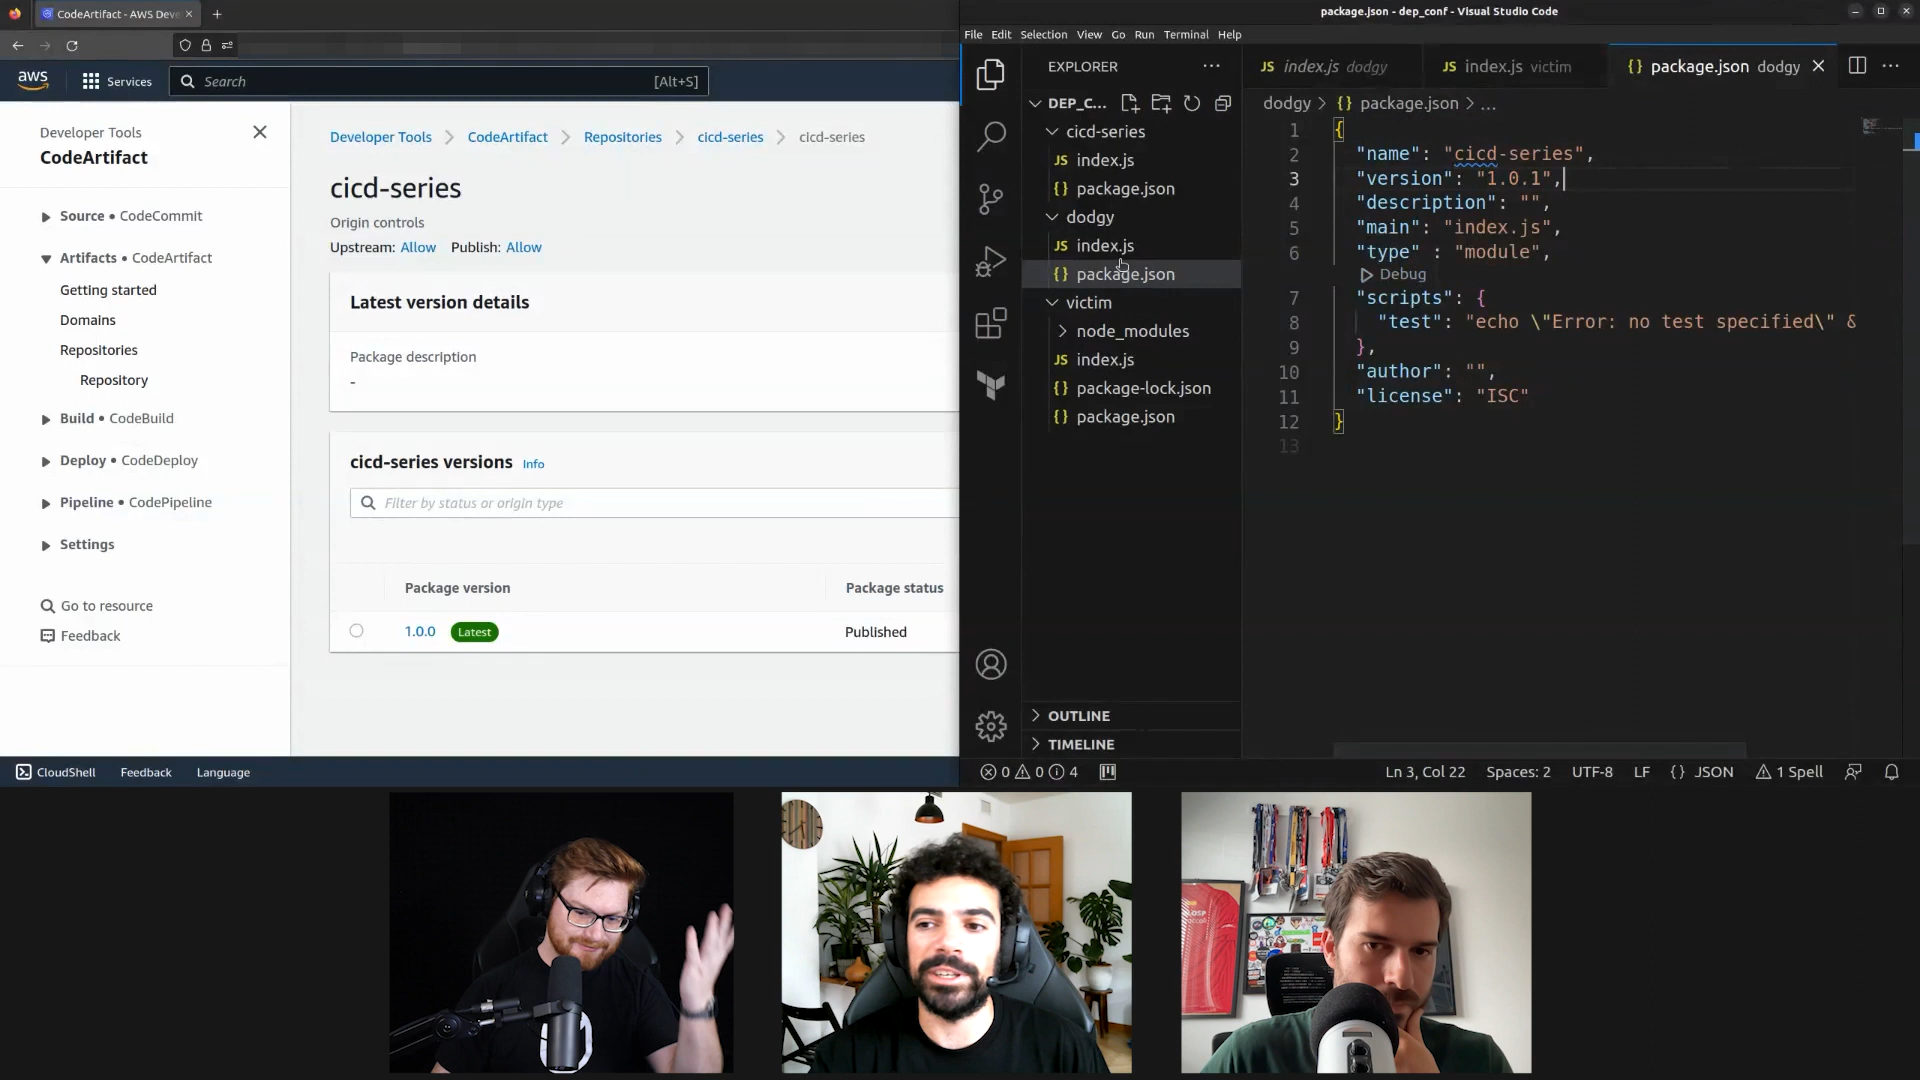 CodeArtifact - AWS Deve
aws
Services
Search
[Alt+S]
Developer Tools
CodeArtifact
Source • CodeCommit
Artifacts • CodeArtifact
Getting started
Domains
Repositories
Repository
Build • CodeBuild
Deploy • CodeDeploy
Pipeline • CodePipeline
Settings
Go to resource
Feedback
Developer Tools > CodeArtifact > Repositories > cicd-series > cicd-series
cicd-series
Origin controls
Upstream: Allow Publish: Allow
Latest version details
Package description
-
cicd-series versions Info
Filter by status or origin type
Package version Package status
1.0.0 Latest Published
CloudShell Feedback Language
package.json - dep_conf - Visual Studio Code
File Edit Selection View Go Run Terminal Help
EXPLORER
DEP_C...
cicd-series
JS index.js
{} package.json
dodgy
JS index.js
{} package.json
victim
node_modules
JS index.js
{} package-lock.json
{} package.json
OUTLINE
TIMELINE
JS index.js dodgy
JS index.js victim
{} package.json dodgy
dodgy > {} package.json > ...
1 {
2 "name": "cicd-series",
3 "version": "1.0.1",
4 "description": "",
5 "main": "index.js",
6 "type" : "module",
Debug
7 "scripts": {
8 "test": "echo \"Error: no test specified\" &
9 },
10 "author": "",
11 "license": "ISC"
12 }
13
0 0 4
Ln 3, Col 22 Spaces: 2 UTF-8 LF {} JSON 1 Spell